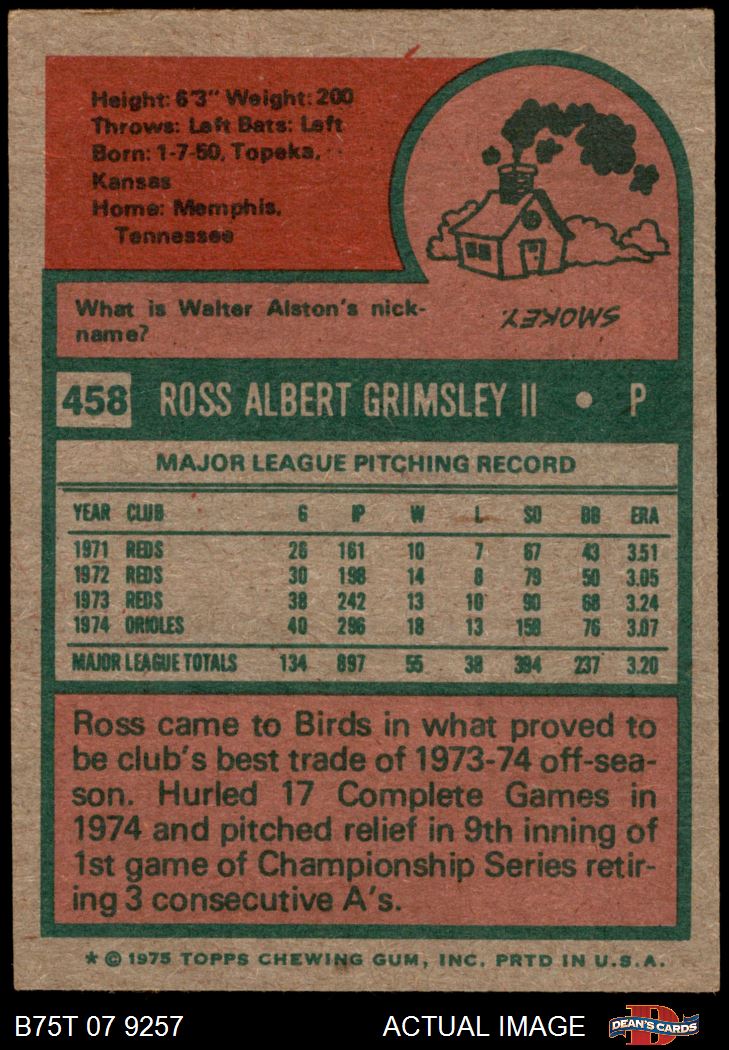 Height: 6'3" Weight: 200
Throws: Left Bats: Left
Born: 1-7-50, Topeka,
Kansas
Home: Memphis,
Tennessee
What is Walter Alston's nick-
name?
SMOKEY.
458 ROSS ALBERT GRIMSLEY II • P
MAJOR LEAGUE PITCHING RECORD
YEAR CLUB G IP W L SO BB ERA
1971 REDS 26 161 10 7 67 43 3.51
1972 REDS 30 198 14 8 79 50 3.05
1973 REDS 38 242 13 10 90 68 3.24
1974 ORIOLES 40 296 18 13 158 76 3.07
MAJOR LEAGUE TOTALS 134 897 55 38 394 237 3.20
Ross came to Birds in what proved to
be club's best trade of 1973-74 off-sea-
son. Hurled 17 Complete Games in
1974 and pitched relief in 9th inning of
1st game of Championship Series retir-
ing 3 consecutive A's.
* © 1975 TOPPS CHEWING GUM, INC. PRTD IN U.S.A.
B75T 07 9257 ACTUAL IMAGE DEAN'S CARDS